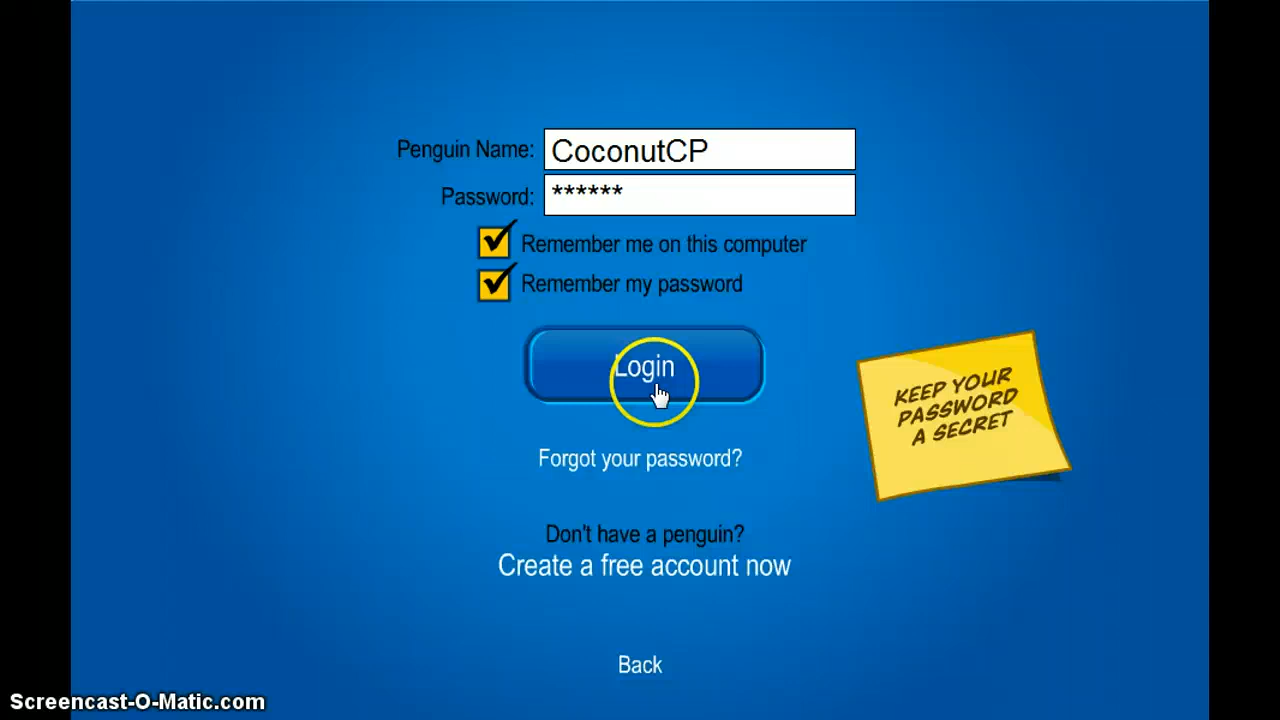 Penguin Name: CoconutCP
Password: ******
Remember me on this computer
Remember my password
Login
KEEP YOUR
PASSWORD
A SECRET
Forgot your password?
Don't have a penguin?
Create a free account now
Back
Screencast-O-Matic.com